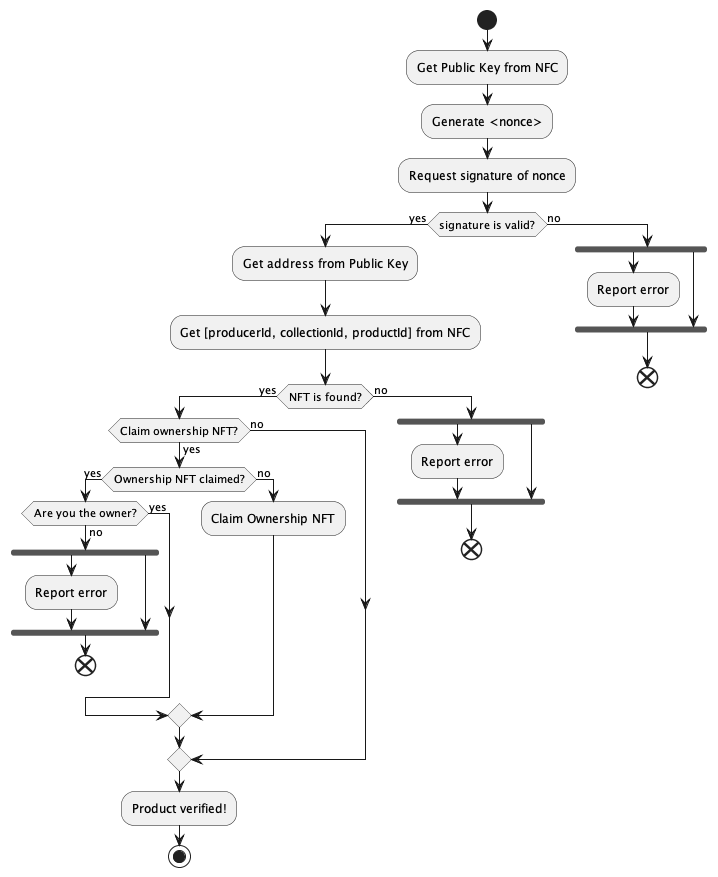 Get Public Key from NFC
Generate <nonce>
Request signature of nonce
yes
signature is valid?
no
Get address from Public Key
Report error
Get [producerId, collectionId, productId] from NFC
yes
NFT is found?
no
Claim ownership NFT?
no
yes
Report error
yes
Ownership NFT claimed?
no
Are you the owner?
yes
Claim Ownership NFT
no
Report error
Product verified!